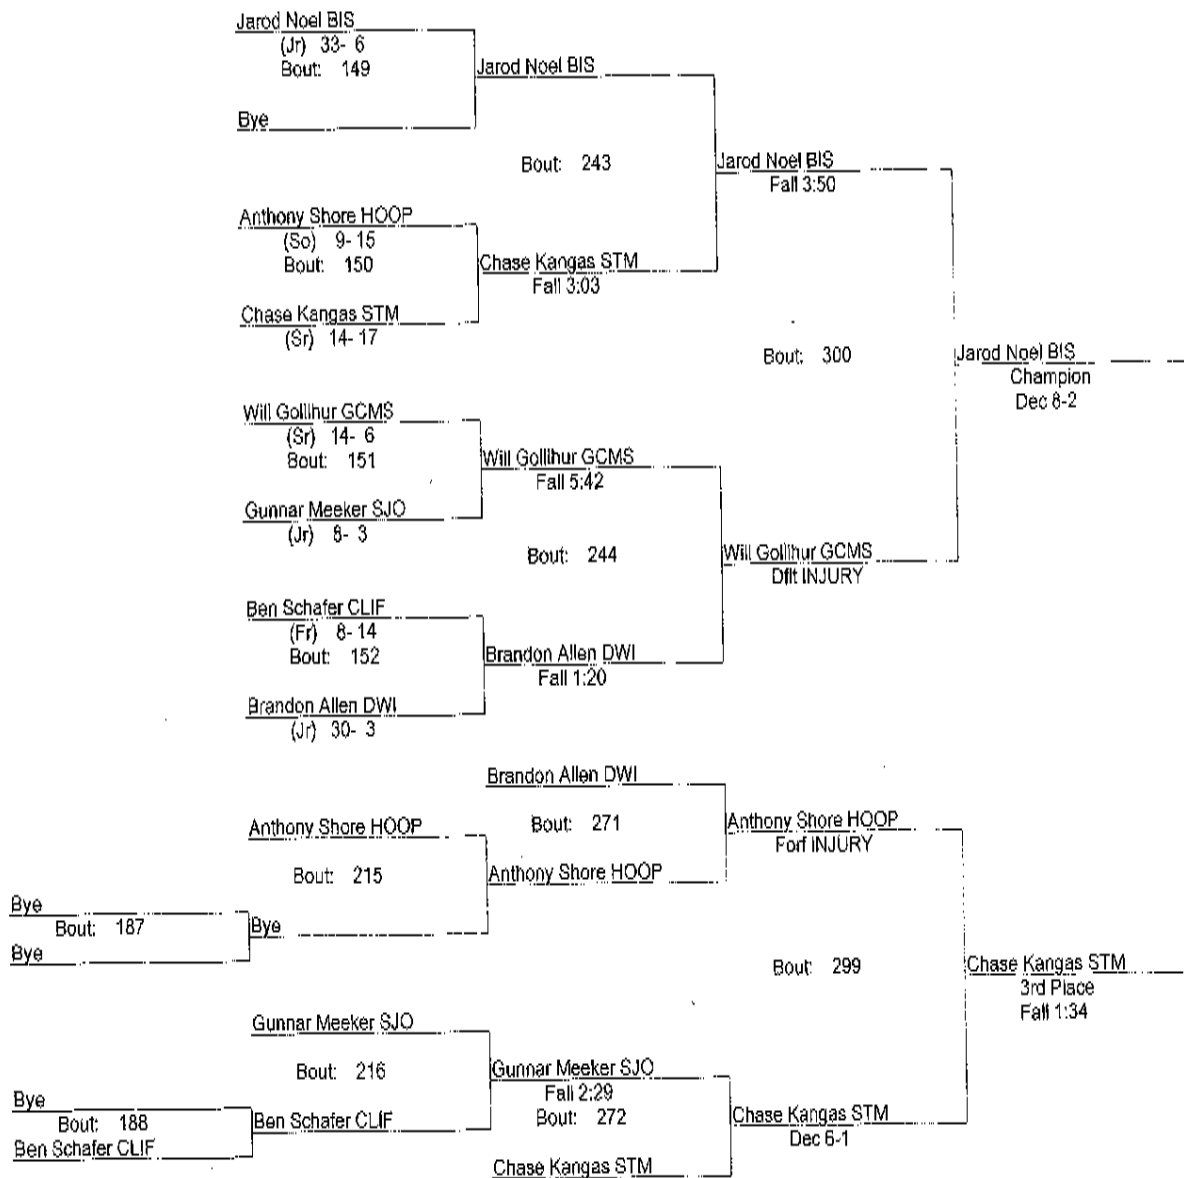 Jarod Noel BIS
(Jr) 33- 6
Bout: 149
Jarod Noel BIS
Bye
Bout: 243
Jarod Noel BIS
Fall 3:50
Anthony Shore HOOP
(So) 9- 15
Bout: 150
Chase Kangas STM
Fall 3:03
Chase Kangas STM
(Sr) 14- 17
Bout: 300
Jarod Noel BIS
Champion
Dec 8-2
Will Gollihur GCMS
(Sr) 14- 6
Bout: 151
Will Gollihur GCMS
Fall 5:42
Gunnar Meeker SJO
(Jr) 8- 3
Bout: 244
Will Gollihur GCMS
Dflt INJURY
Ben Schafer CLIF
(Fr) 8- 14
Bout: 152
Brandon Allen DWI
Fall 1:20
Brandon Allen DWI
(Jr) 30- 3
Brandon Allen DWI
Bout: 271
Anthony Shore HOOP
Forf INJURY
Anthony Shore HOOP
Bout: 215
Anthony Shore HOOP
Bye
Bout: 187
Bye
Bye
Bout: 299
Chase Kangas STM
3rd Place
Fall 1:34
Gunnar Meeker SJO
Bout: 216
Gunnar Meeker SJO
Fall 2:29
Bout: 272
Bye
Bout: 188
Ben Schafer CLIF
Ben Schafer CLIF
Chase Kangas STM
Dec 6-1
Chase Kangas STM